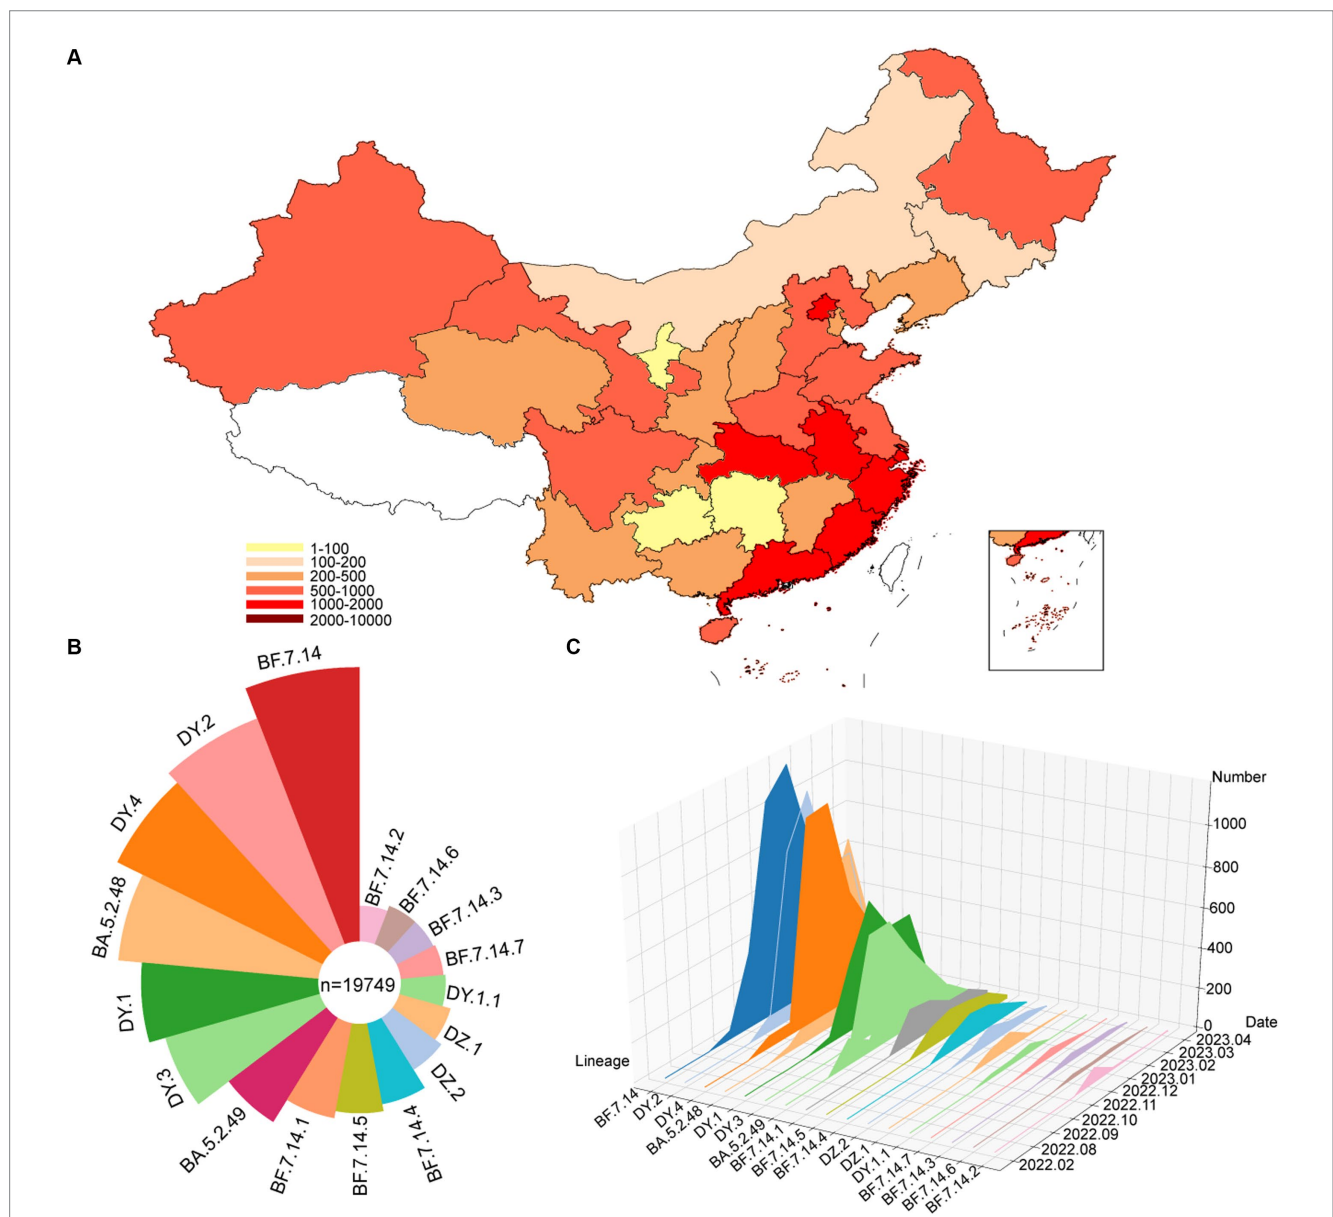 A
1-100
100-200
200-500
500-1000
1000-2000
2000-10000
B
BF.7.14
DY.2
DY.4
BA.5.2.48
DY.1
DY.3
BA.5.2.49
BF.7.14.1
BF.7.14.5
BF.7.14.4
DZ.2
DZ.1
DY.1.1
BF.7.14.7
BF.7.14.3
BF.7.14.6
BF.7.14.2
n=19749
C
Number
1000
800
600
400
200
0
Date
2023.04
2023.03
2023.02
2023.01
2022.12
2022.11
2022.10
2022.09
2022.08
2022.02
Lineage
BF.7.14
DY.2
DY.4
BA.5.2.48
DY.1
DY.3
BA.5.2.49
BF.7.14.1
BF.7.14.5
BF.7.14.4
DZ.2
DZ.1
DY.1.1
BF.7.14.7
BF.7.14.3
BF.7.14.6
BF.7.14.2